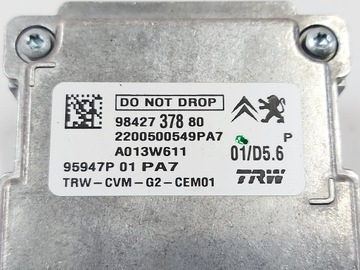 DO NOT DROP
98427 378 80
2200500549PA7
A013W611
P
01/D5.6
95947P 01 PA7
TRW
TRW-CVM-G2-CEM01